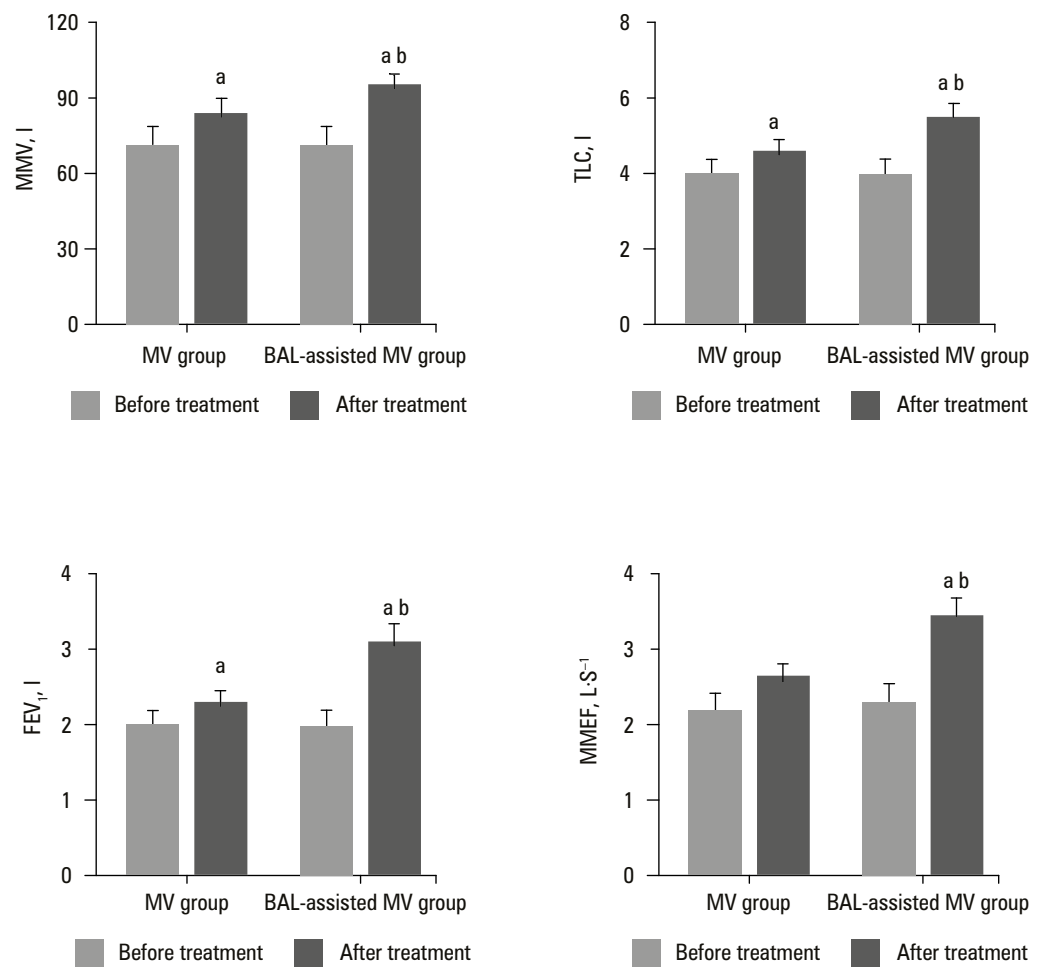 120
90
60
30
0
MMV, l
a
a b
MV group
BAL-assisted MV group
Before treatment
After treatment
8
6
4
2
0
TLC, l
a
a b
MV group
BAL-assisted MV group
Before treatment
After treatment
4
3
2
1
0
FEV₁, l
a
a b
MV group
BAL-assisted MV group
Before treatment
After treatment
4
3
2
1
0
MMEF, L·S⁻¹
a b
MV group
BAL-assisted MV group
Before treatment
After treatment